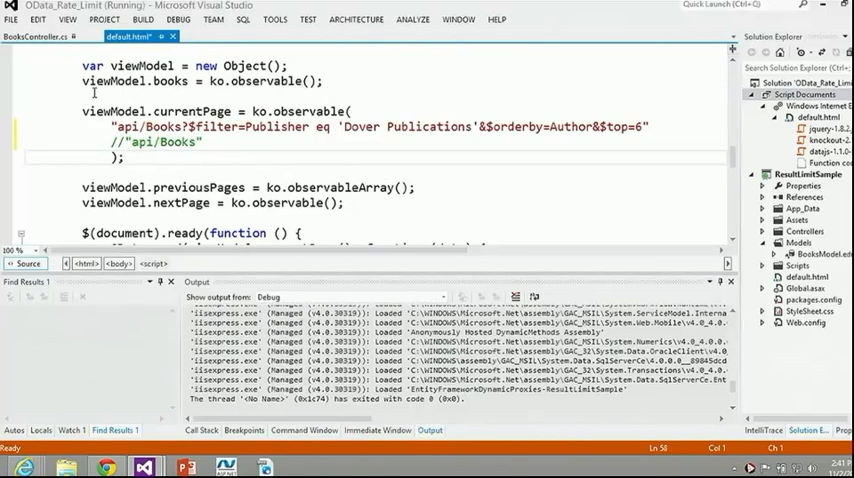 OData_Rate_Limit (Running) - Microsoft Visual Studio
Quick Launch (Ctrl+Q)
FILE EDIT VIEW PROJECT BUILD DEBUG TEAM SQL TOOLS TEST ARCHITECTURE ANALYZE WINDOW HELP
BooksController.cs default.html*
var viewModel = new Object();
viewModel.books = ko.observable();
viewModel.currentPage = ko.observable(
"api/Books?$filter=Publisher eq 'Dover Publications'&$orderby=Author&$top=6"
//"api/Books"
);
viewModel.previousPages = ko.observableArray();
viewModel.nextPage = ko.observable();
$(document).ready(function () {
100 %
Source <html> <body> <script>
Solution Explorer
Search Solution Explorer (Ctrl+;)
Solution 'OData_Rate_Limit' (2
Script Documents
Windows Internet E
default.html
jquery-1.8.2.
knockout-2.
datajs-1.1.0-
Function co
ResultLimitSample
Properties
References
App_Data
Assets
Controllers
Models
BooksModel.edm
Scripts
default.html
Global.asax
packages.config
StyleSheet.css
Web.config
Find Results 1
Output
Show output from: Debug
'iisexpress.exe' (Managed (v4.0.30319)): Loaded 'C:\WINDOWS\Microsoft.Net\assembly\GAC_MSIL\System.ServiceModel.Interna
'iisexpress.exe' (Managed (v4.0.30319)): Loaded 'C:\WINDOWS\Microsoft.Net\assembly\GAC_MSIL\System.Web.Mobile\v4.0_4.0.
'iisexpress.exe' (Managed (v4.0.30319)): Loaded 'Anonymously Hosted DynamicMethods Assembly'
'iisexpress.exe' (Managed (v4.0.30319)): Loaded 'C:\WINDOWS\Microsoft.Net\assembly\GAC_MSIL\System.Numerics\v4.0_4.0.0.
'iisexpress.exe' (Managed (v4.0.30319)): Loaded 'C:\WINDOWS\Microsoft.Net\assembly\GAC_32\System.Data.OracleClient\v4.0
'iisexpress.exe' (Managed (v4.0.30319)): Loaded 'C:\WINDOWS\assembly\GAC_MSIL\System.Data.SqlServerCe\4.0.0.0__89845dcd
'iisexpress.exe' (Managed (v4.0.30319)): Loaded 'C:\WINDOWS\Microsoft.Net\assembly\GAC_32\System.Transactions\v4.0_4.0.
'iisexpress.exe' (Managed (v4.0.30319)): Loaded 'C:\WINDOWS\Microsoft.Net\assembly\GAC_MSIL\System.Data.SqlServerCe.Ent
'iisexpress.exe' (Managed (v4.0.30319)): Loaded 'EntityFrameworkDynamicProxies-ResultLimitSample'
The thread '<No Name>' (0x1c74) has exited with code 0 (0x0).
Autos Locals Watch 1 Find Results 1
Call Stack Breakpoints Command Window Immediate Window Output
IntelliTrace Solution E... Prop
Ready Ln 58 Col 1 Ch 1
2:41 P